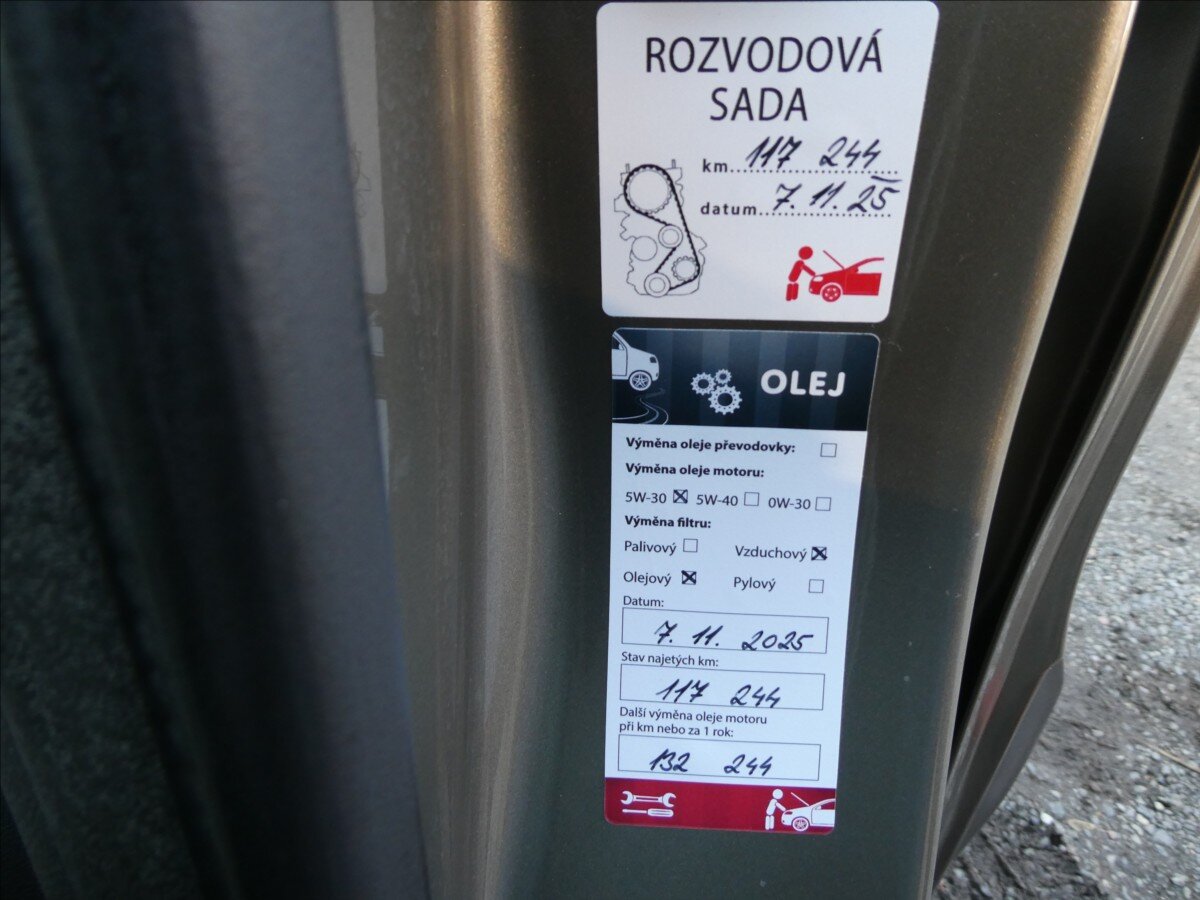 ROZVODOVÁ
SADA
km 117 244
datum 7. 11. 25
OLEJ
Výměna oleje převodovky:
Výměna oleje motoru:
5W-30 5W-40 0W-30
Výměna filtru:
Palivový Vzduchový
Olejový Pylový
Datum:
7. 11. 2025
Stav najetých km:
117 244
Další výměna oleje motoru
při km nebo za 1 rok:
132 244